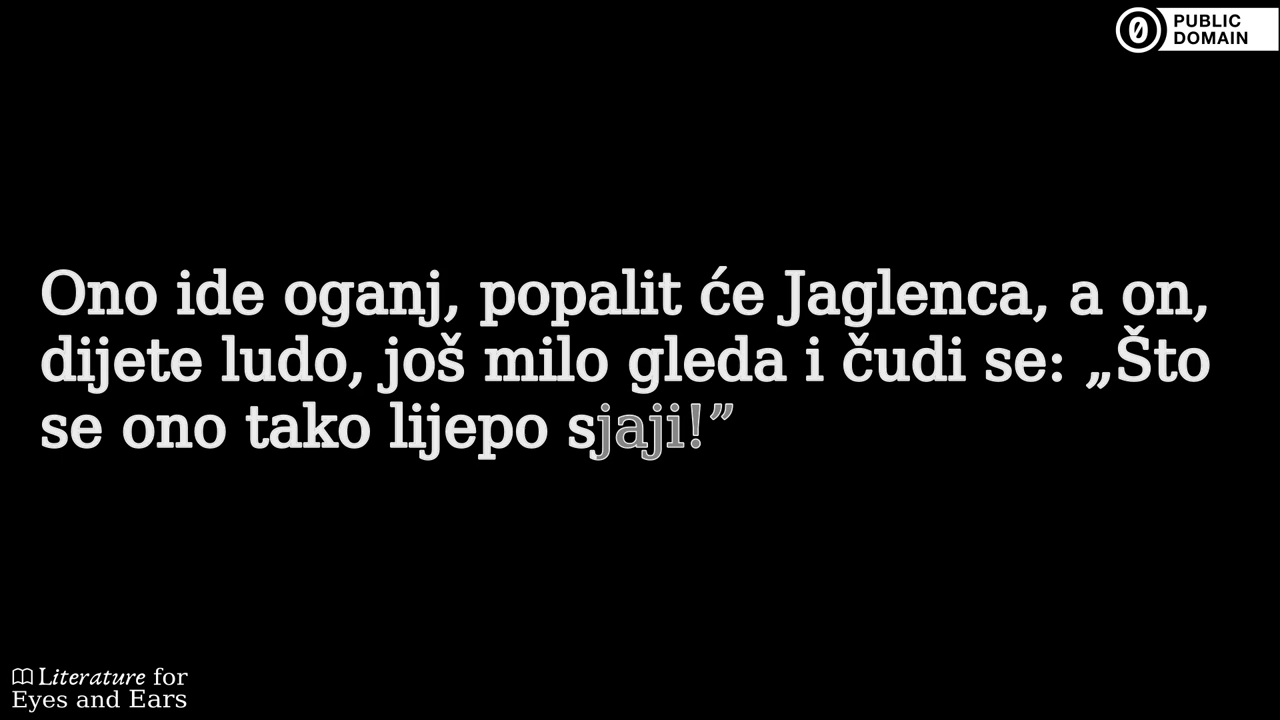 PUBLIC
DOMAIN
Ono ide oganj, popalit će Jaglenca, a on,
dijete ludo, još milo gleda i čudi se: „Što
se ono tako lijepo sjaji!”
Literature for
Eyes and Ears